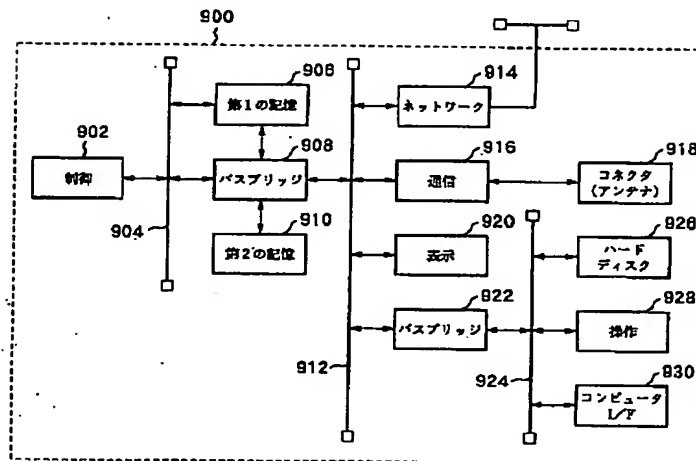 900
906
第1の記憶
914
ネットワーク
902
制御
908
バスブリッジ
916
通信
918
コネクタ
(アンテナ)
904
910
第2の記憶
920
表示
926
ハード
ディスク
922
バスブリッジ
928
操作
912
924
930
コンピュータ
I/F